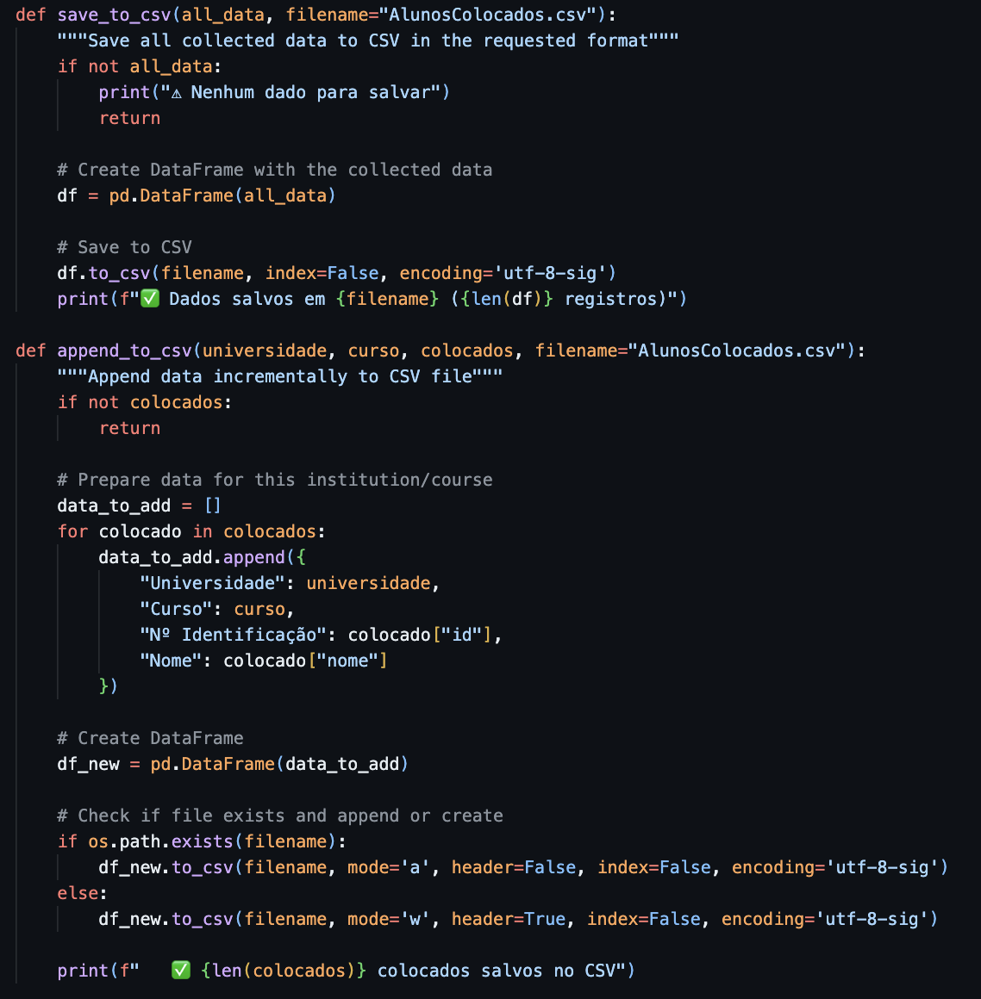 def save_to_csv(all_data, filename="AlunosColocados.csv"):
    """Save all collected data to CSV in the requested format"""
    if not all_data:
        print("⚠ Nenhum dado para salvar")
        return

    # Create DataFrame with the collected data
    df = pd.DataFrame(all_data)

    # Save to CSV
    df.to_csv(filename, index=False, encoding='utf-8-sig')
    print(f"✅ Dados salvos em {filename} ({len(df)} registros)")

def append_to_csv(universidade, curso, colocados, filename="AlunosColocados.csv"):
    """Append data incrementally to CSV file"""
    if not colocados:
        return

    # Prepare data for this institution/course
    data_to_add = []
    for colocado in colocados:
        data_to_add.append({
            "Universidade": universidade,
            "Curso": curso,
            "Nº Identificação": colocado["id"],
            "Nome": colocado["nome"]
        })

    # Create DataFrame
    df_new = pd.DataFrame(data_to_add)

    # Check if file exists and append or create
    if os.path.exists(filename):
        df_new.to_csv(filename, mode='a', header=False, index=False, encoding='utf-8-sig')
    else:
        df_new.to_csv(filename, mode='w', header=True, index=False, encoding='utf-8-sig')

    print(f"   ✅ {len(colocados)} colocados salvos no CSV")